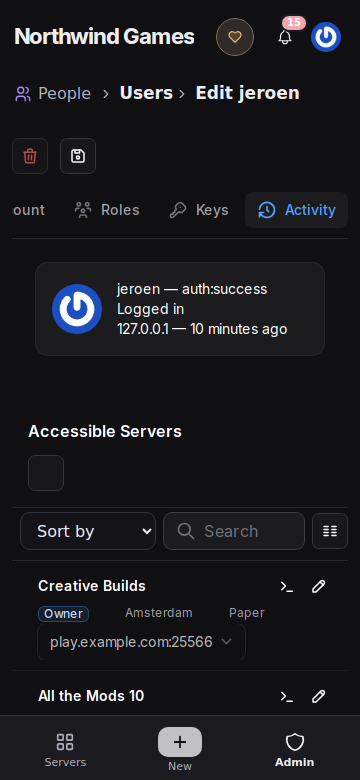 Northwind Games
15
People > Users > Edit jeroen
ount
Roles
Keys
Activity
jeroen — auth:success
Logged in
127.0.0.1 — 10 minutes ago
Accessible Servers
Sort by
Search
Creative Builds
Owner
Amsterdam
Paper
play.example.com:25566
All the Mods 10
Servers
New
Admin